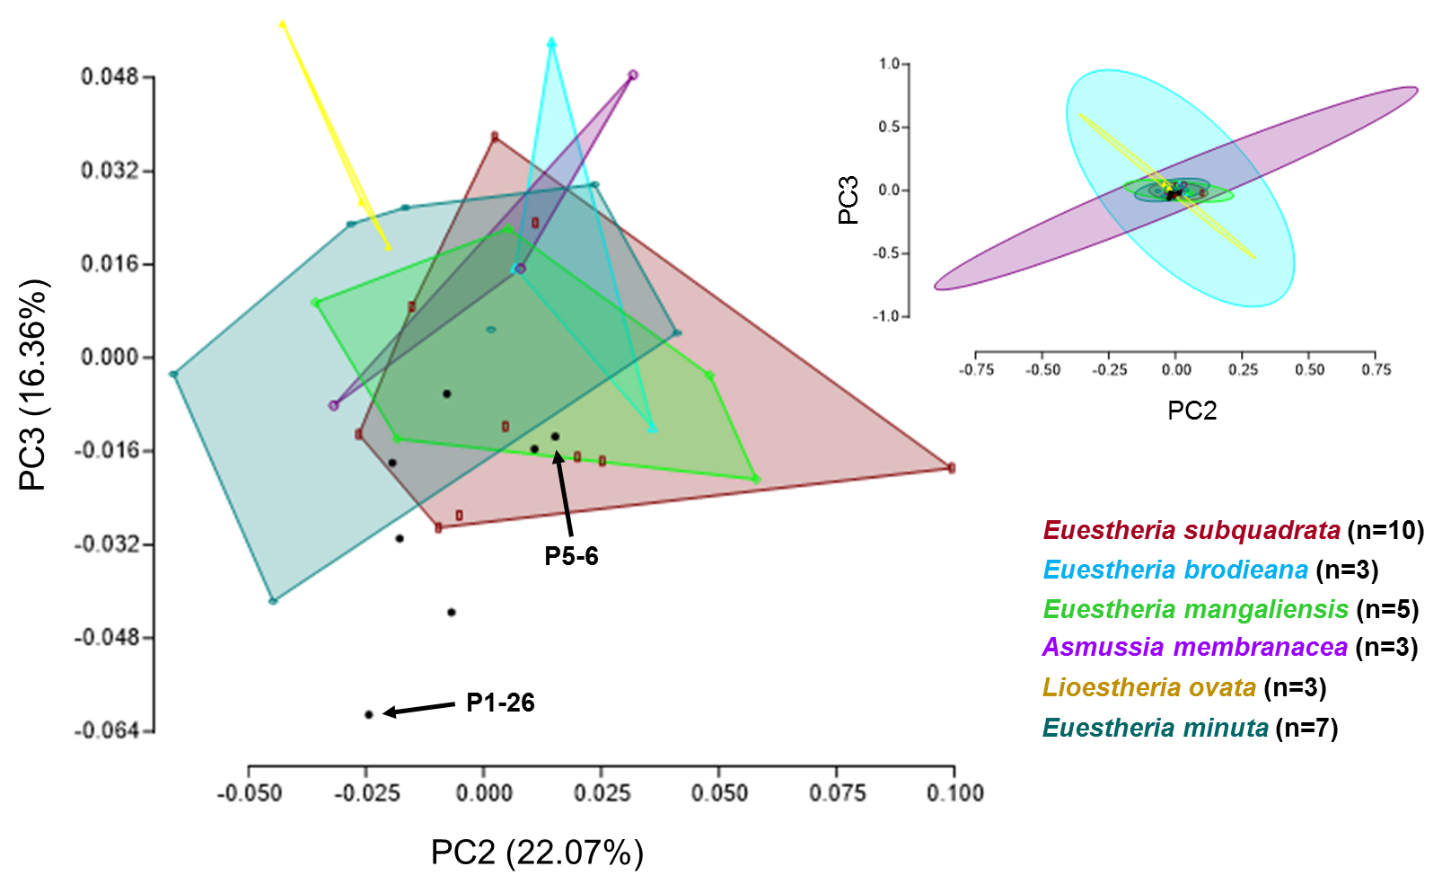 0.048
0.032
0.016
0.000
-0.016
-0.032
-0.048
-0.064
PC3 (16.36%)
P5-6
P1-26
-0.050 -0.025 0.000 0.025 0.050 0.075 0.100
PC2 (22.07%)
1.0
0.5
0.0
-0.5
-1.0
PC3
-0.75 -0.50 -0.25 0.00 0.25 0.50 0.75
PC2
Euestheria subquadrata (n=10)
Euestheria brodieana (n=3)
Euestheria mangaliensis (n=5)
Asmussia membranacea (n=3)
Lioestheria ovata (n=3)
Euestheria minuta (n=7)